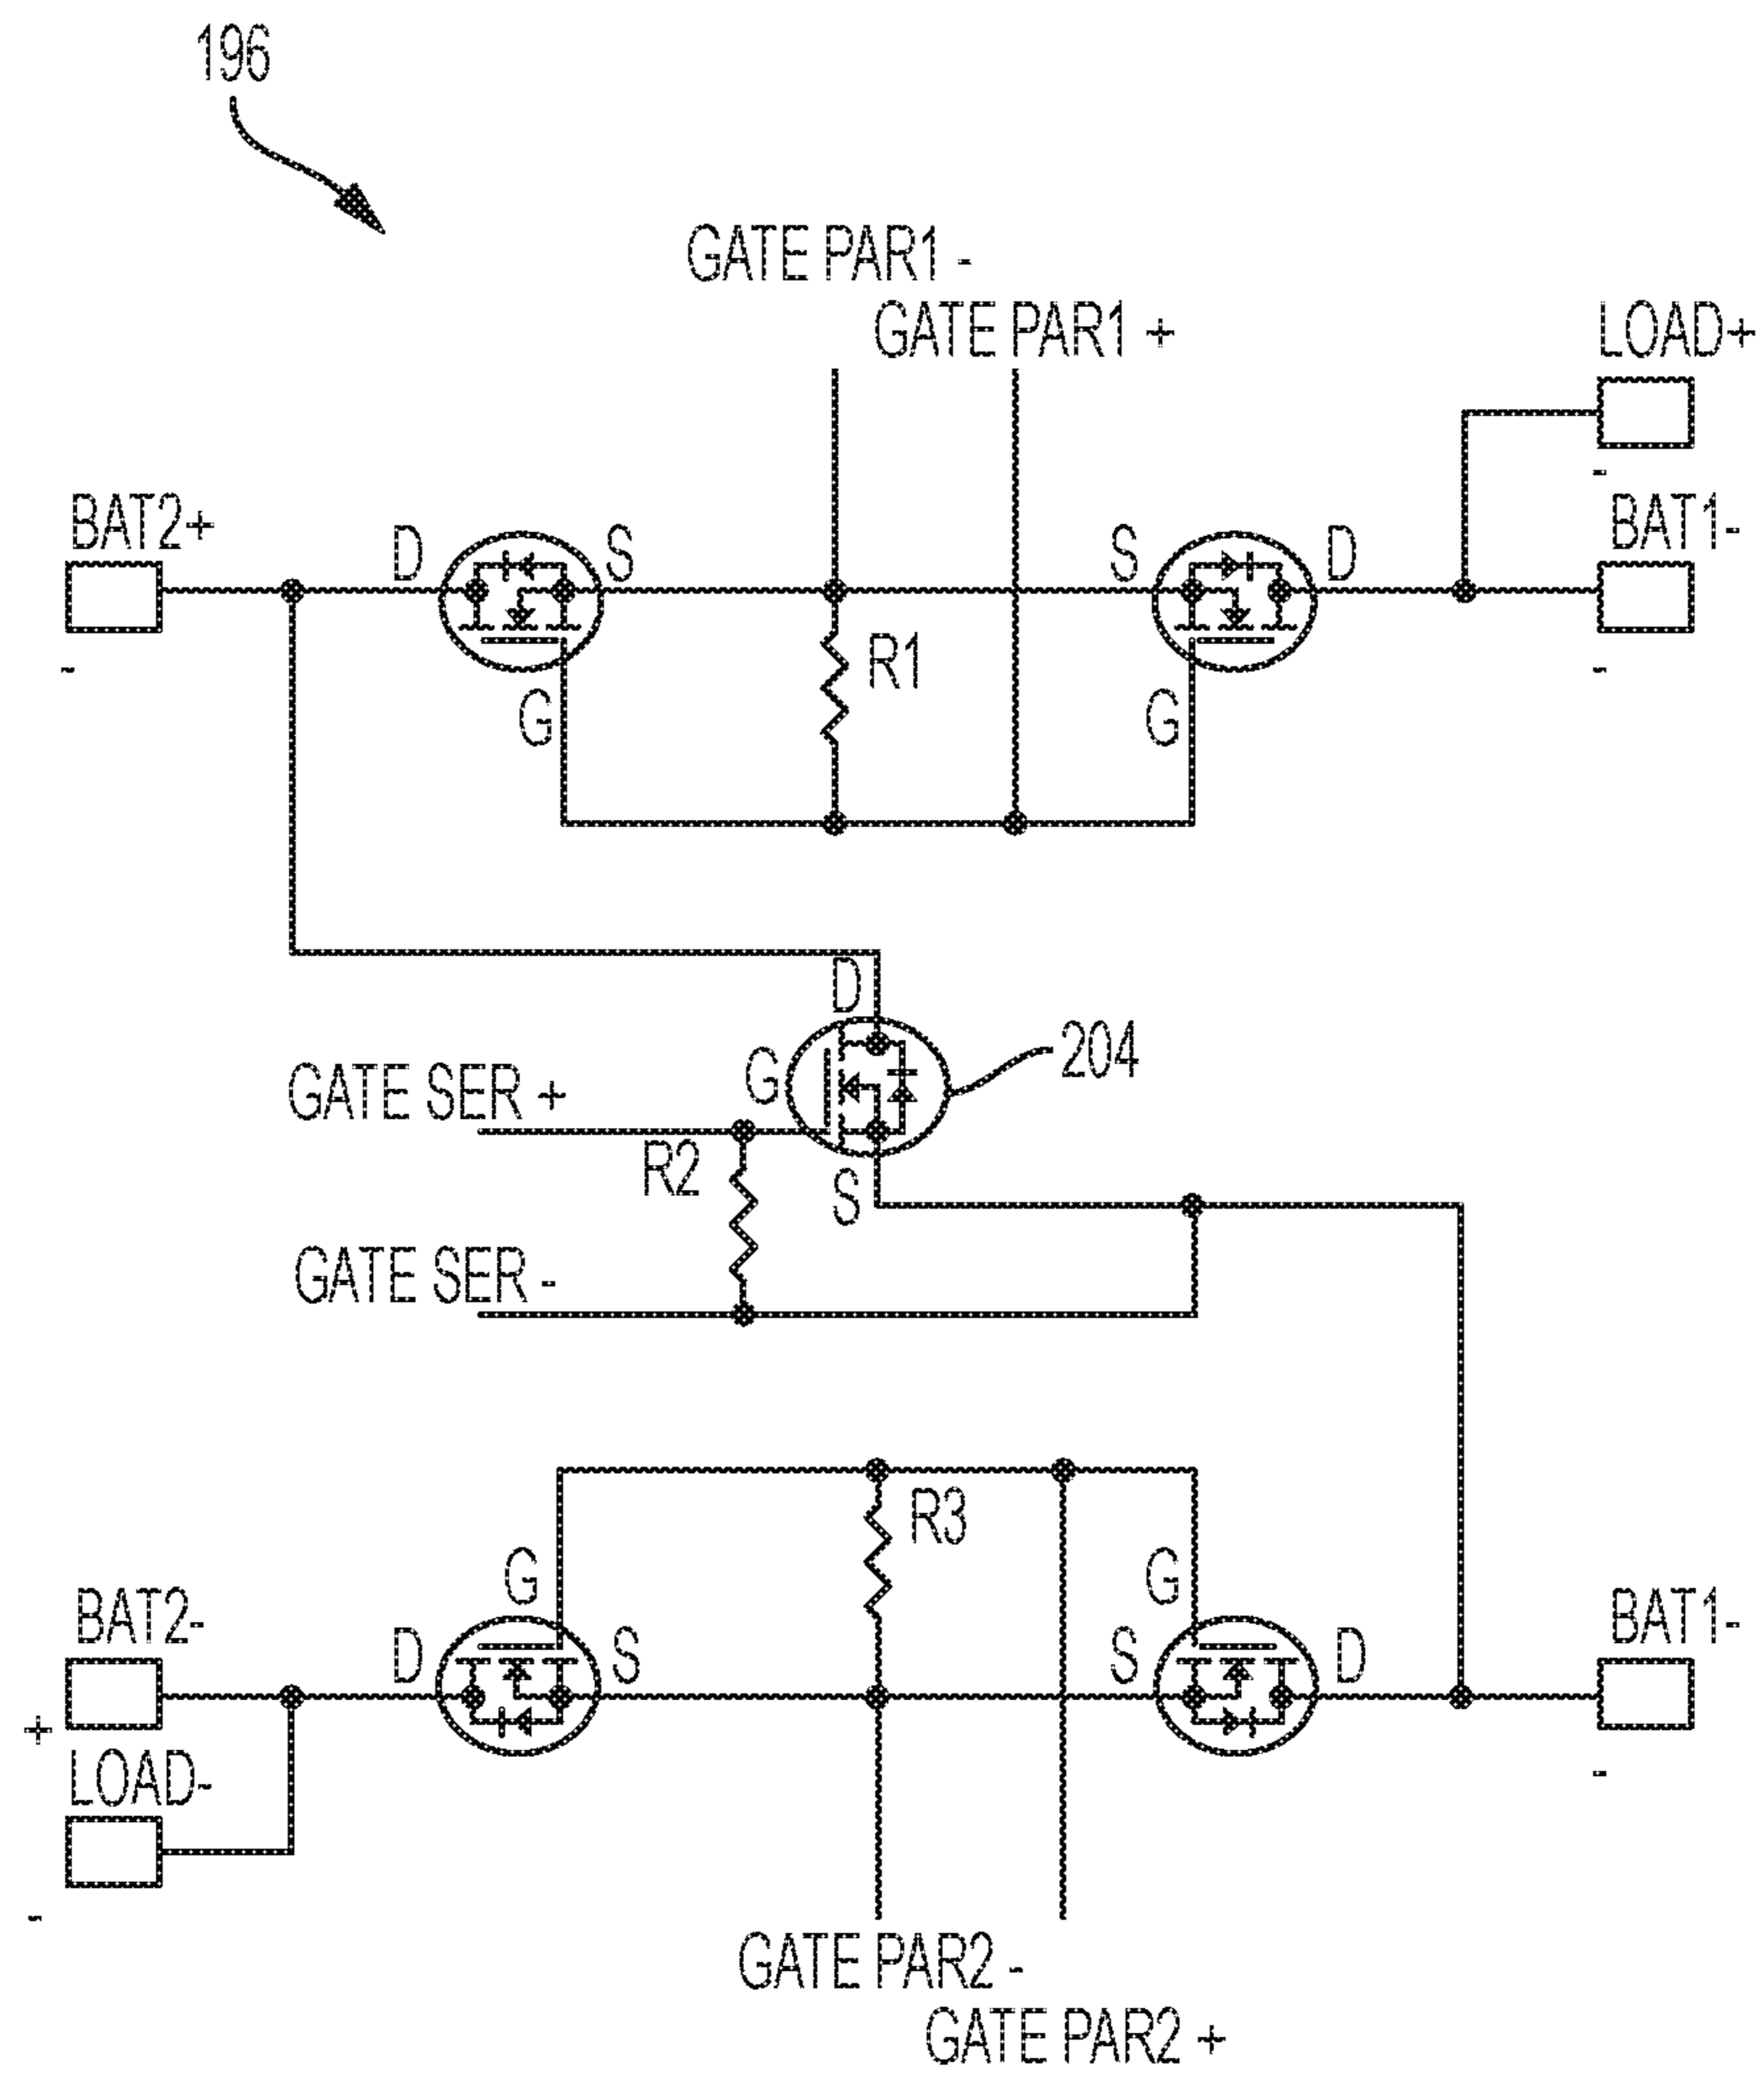 196
GATE PAR1 -
GATE PAR1 +
LOAD+
-
BAT2+
D
S
S
D
BAT1-
-
-
R1
G
G
D
G
204
GATE SER +
R2
S
GATE SER -
R3
G
G
BAT2-
D
S
S
D
BAT1-
+
LOAD-
-
-
GATE PAR2 -
GATE PAR2 +